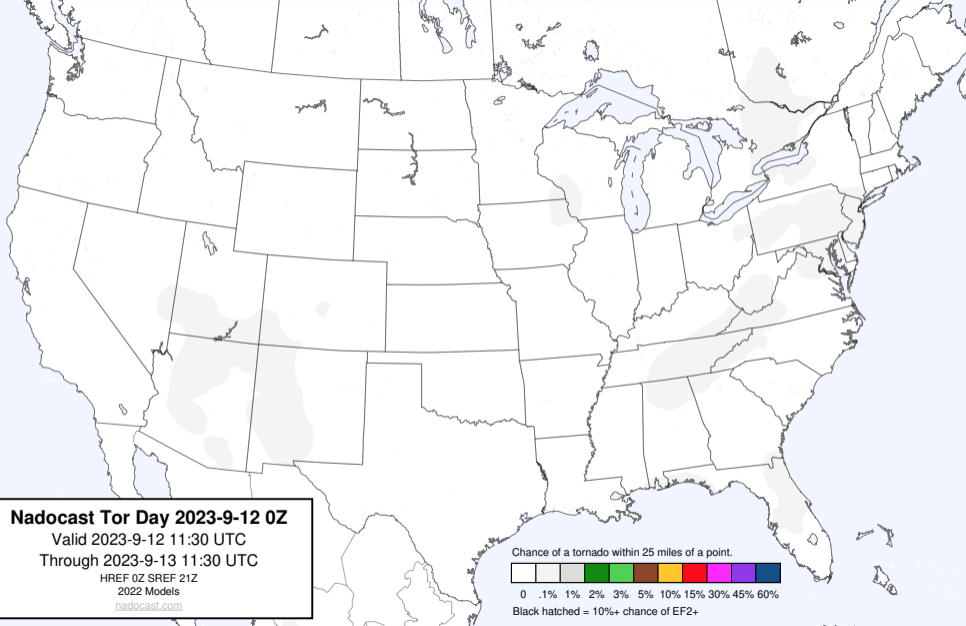 Nadocast Tor Day 2023-9-12 0Z
Valid 2023-9-12 11:30 UTC
Through 2023-9-13 11:30 UTC
HREF 0Z SREF 21Z
2022 Models
nadocast.com
Chance of a tornado within 25 miles of a point.
0 .1% 1% 2% 3% 5% 10% 15% 30% 45% 60%
Black hatched = 10%+ chance of EF2+